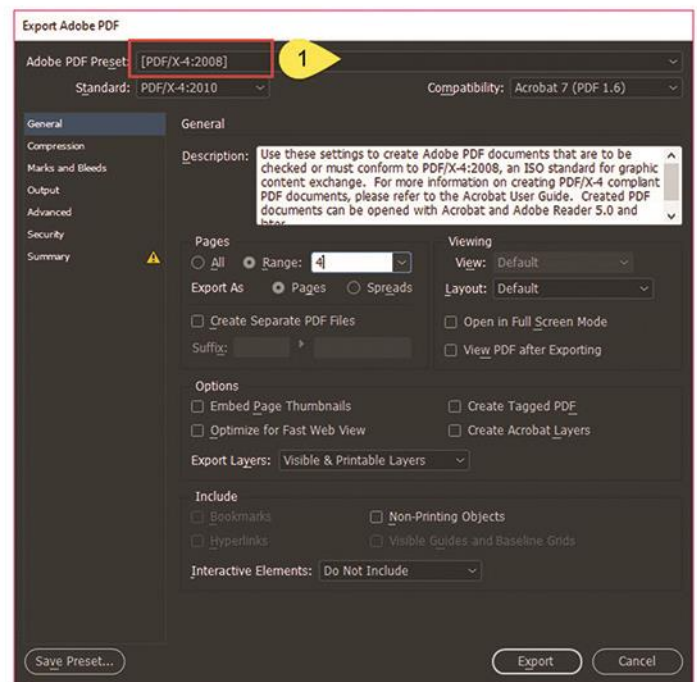 Export Adobe PDF
Adobe PDF Preset: [PDF/X-4:2008]
1
Standard: PDF/X-4:2010 Compatibility: Acrobat 7 (PDF 1.6)
General
Compression
Marks and Bleeds
Output
Advanced
Security
Summary
General
Description: Use these settings to create Adobe PDF documents that are to be
checked or must conform to PDF/X-4:2008, an ISO standard for graphic
content exchange. For more information on creating PDF/X-4 compliant
PDF documents, please refer to the Acrobat User Guide. Created PDF
documents can be opened with Acrobat and Adobe Reader 5.0 and
Pages
All Range: 4
Export As Pages Spreads
Create Separate PDF Files
Suffix:
Viewing
View: Default
Layout: Default
Open in Full Screen Mode
View PDF after Exporting
Options
Embed Page Thumbnails Create Tagged PDF
Optimize for Fast Web View Create Acrobat Layers
Export Layers: Visible & Printable Layers
Include
Bookmarks Non-Printing Objects
Hyperlinks Visible Guides and Baseline Grids
Interactive Elements: Do Not Include
Save Preset... Export Cancel